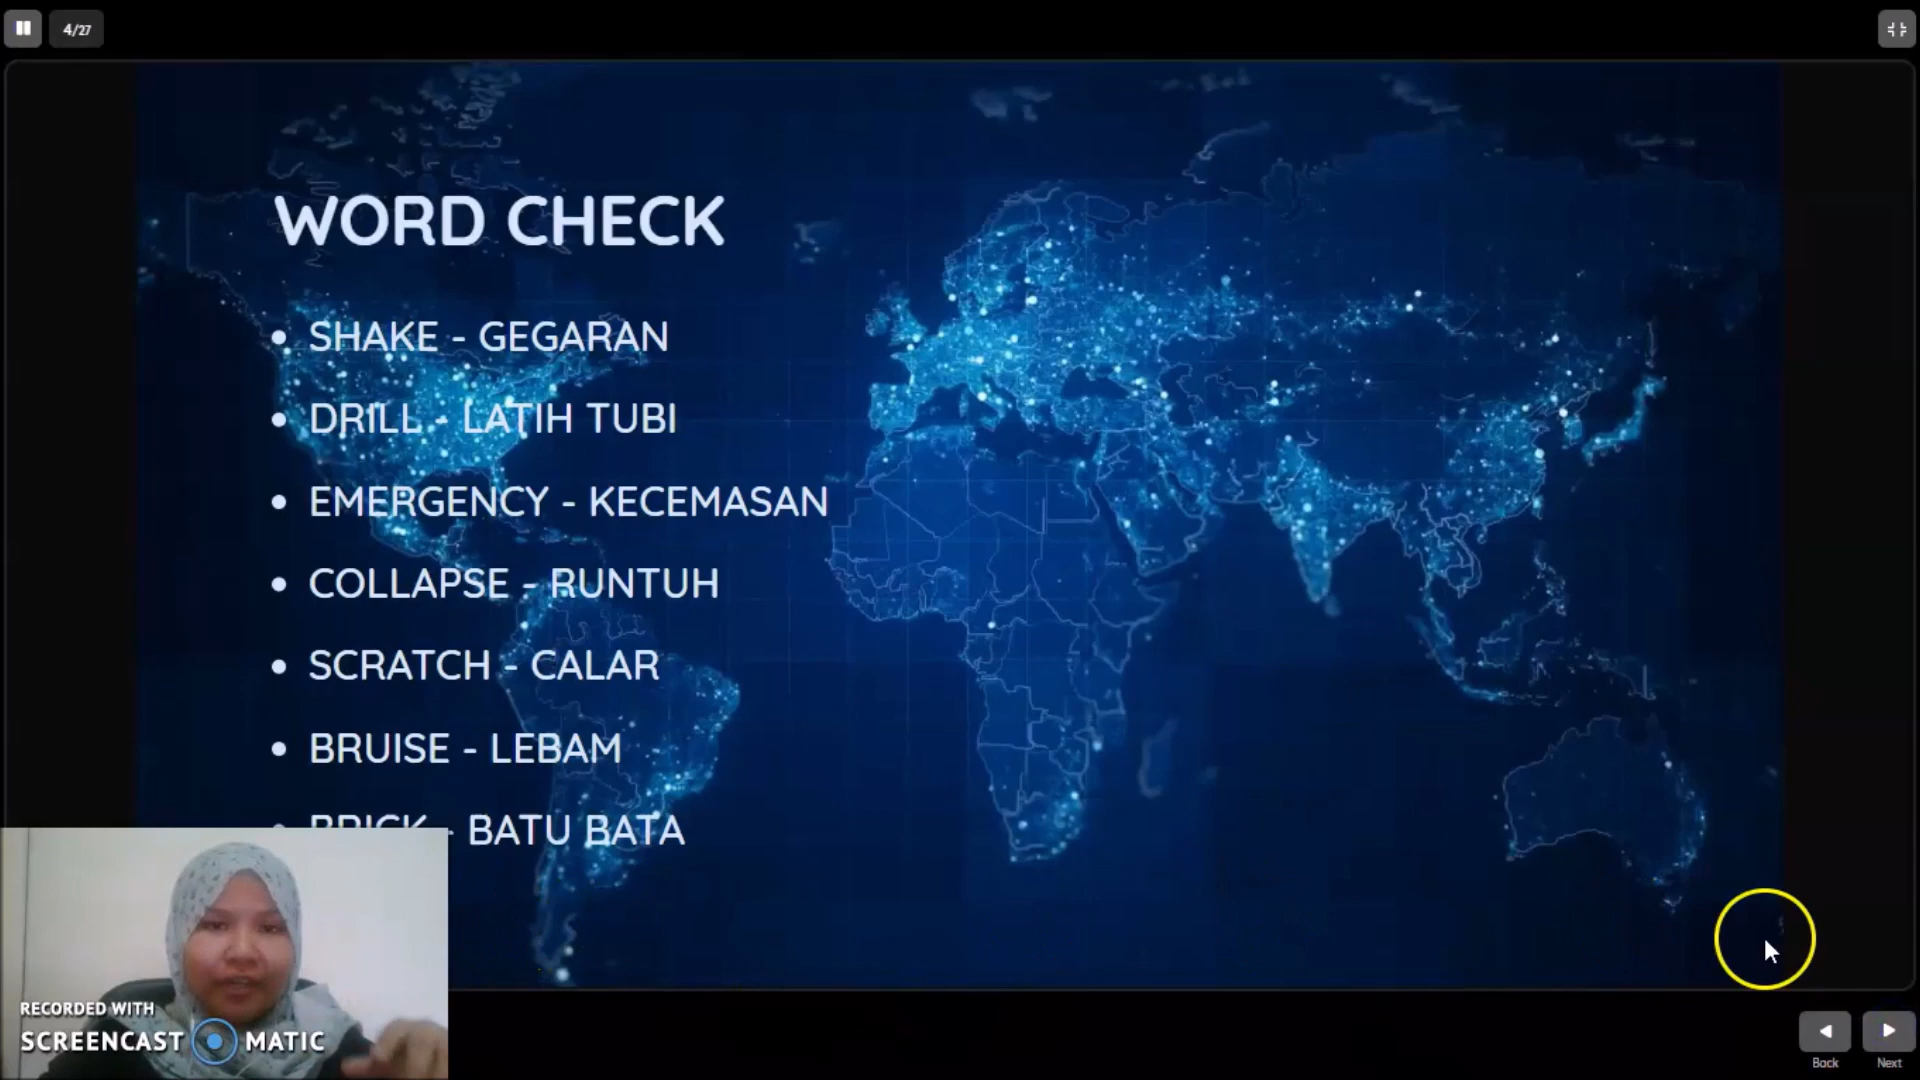 4/27
WORD CHECK
• SHAKE - GEGARAN
• DRILL - LATIH TUBI
• EMERGENCY - KECEMASAN
• COLLAPSE - RUNTUH
• SCRATCH - CALAR
• BRUISE - LEBAM
• BRICK - BATU BATA
RECORDED WITH
SCREENCAST MATIC
Back Next